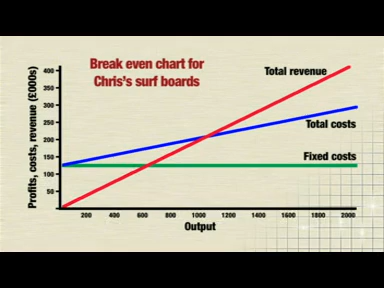 Break even chart for
Chris's surf boards
Total revenue
Total costs
Fixed costs
Profits, costs, revenue (£000s)
400
350
300
250
200
150
100
50
200 400 600 800 1000 1200 1400 1600 1800 2000
Output